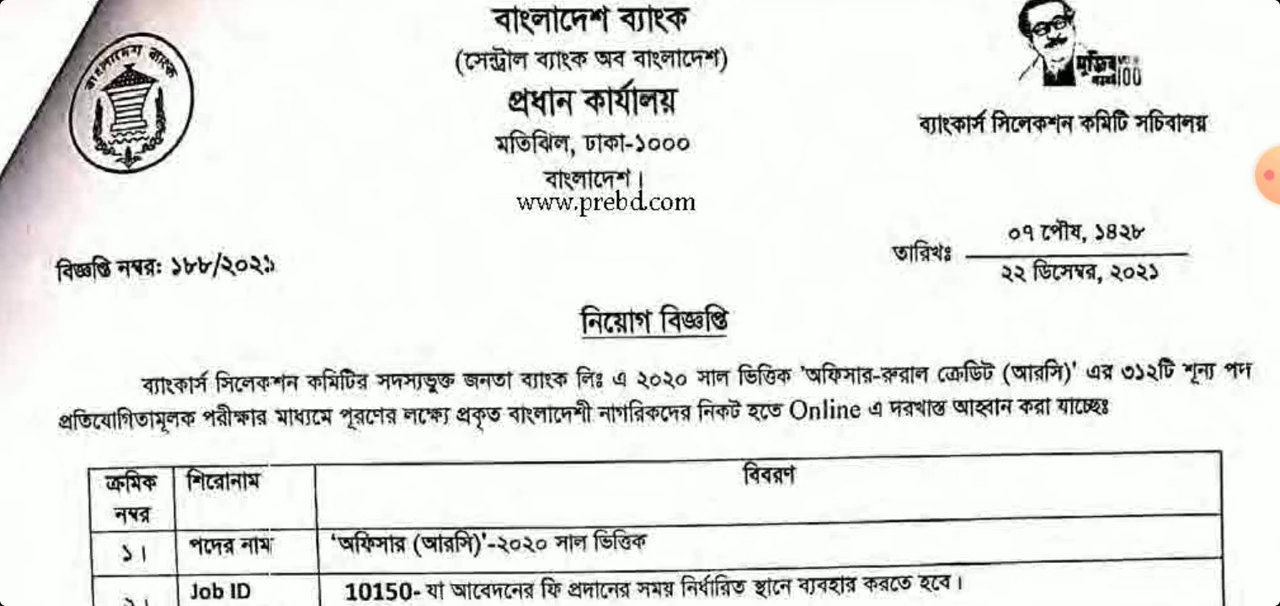 বাংলাদেশ ব্যাংক
(সেন্ট্রাল ব্যাংক অব বাংলাদেশ)
প্রধান কার্যালয়
মতিঝিল, ঢাকা-১০০০
বাংলাদেশ।
www.prebd.com
বাংলাদেশ ব্যাংক
মুজিব
100
ব্যাংকার্স সিলেকশন কমিটি সচিবালয়
বিজ্ঞপ্তি নম্বরঃ ১৮৮/২০২১
তারিখঃ
০৭ পৌষ, ১৪২৮
২২ ডিসেম্বর, ২০২১
নিয়োগ বিজ্ঞপ্তি
ব্যাংকার্স সিলেকশন কমিটির সদস্যভুক্ত জনতা ব্যাংক লিঃ এ ২০২০ সাল ভিত্তিক 'অফিসার-রুরাল ক্রেডিট (আরসি)' এর ৩১২টি শূন্য পদ
প্রতিযোগিতামূলক পরীক্ষার মাধ্যমে পূরণের লক্ষ্যে প্রকৃত বাংলাদেশী নাগরিকদের নিকট হতে Online এ দরখাস্ত আহ্বান করা যাচ্ছেঃ
ক্রমিক নম্বর শিরোনাম বিবরণ
১। পদের নাম 'অফিসার (আরসি)'-২০২০ সাল ভিত্তিক
২। Job ID 10150- যা আবেদনের ফি প্রদানের সময় নির্ধারিত স্থানে ব্যবহার করতে হবে।